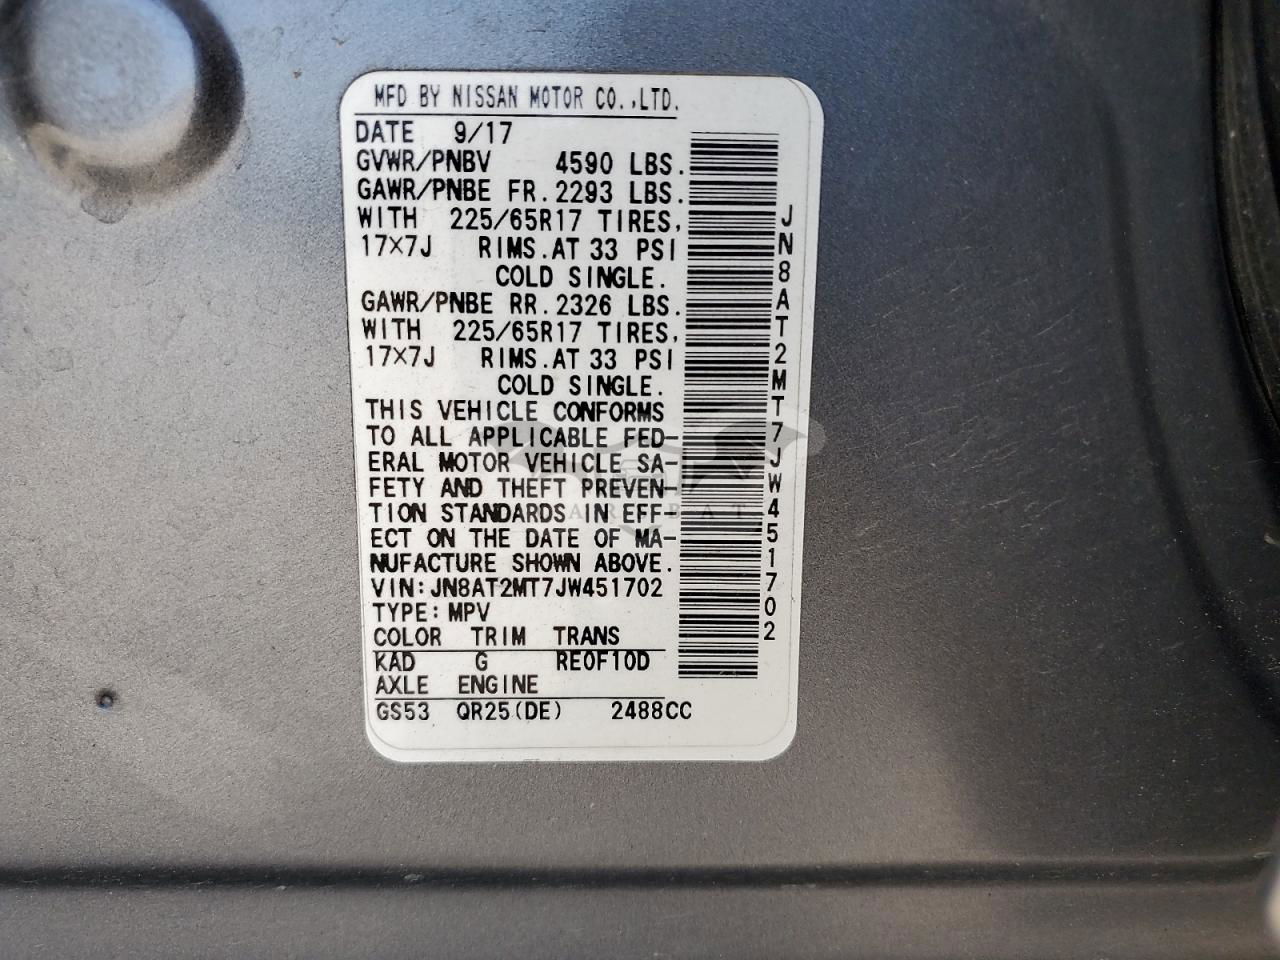 MFD BY NISSAN MOTOR CO.,LTD.
DATE 9/17
GVWR/PNBV 4590 LBS.
GAWR/PNBE FR.2293 LBS.
WITH 225/65R17 TIRES,
17×7J RIMS.AT 33 PSI
COLD SINGLE.
GAWR/PNBE RR.2326 LBS.
WITH 225/65R17 TIRES,
17×7J RIMS.AT 33 PSI
COLD SINGLE.
THIS VEHICLE CONFORMS
TO ALL APPLICABLE FED-
ERAL MOTOR VEHICLE SA-
FETY AND THEFT PREVEN-
TION STANDARDS IN EFF-
ECT ON THE DATE OF MA-
NUFACTURE SHOWN ABOVE.
VIN:JN8AT2MT7JW451702
TYPE:MPV
COLOR TRIM TRANS
KAD G RE0F10D
AXLE ENGINE
GS53 QR25(DE) 2488CC
JN8AT2MT7JW451702